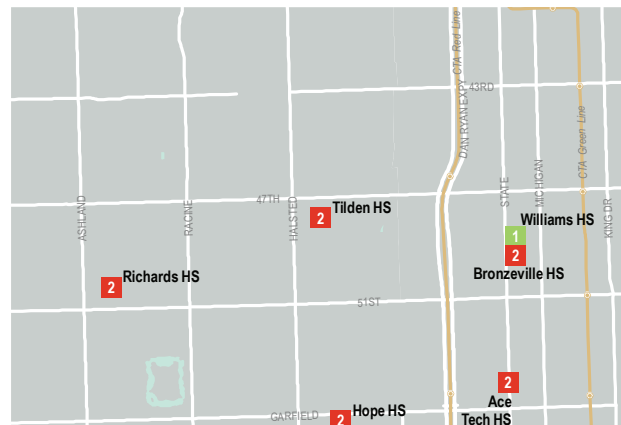 CTA Red Line
43RD
DAN RYAN EXPY
CTA Green Line
47TH
ASHLAND
RACINE
HALSTED
STATE
MICHIGAN
KING DR
2
Tilden HS
Williams HS
1
2
Bronzeville HS
Richards HS
2
51ST
2
Ace
Tech HS
GARFIELD
2
Hope HS